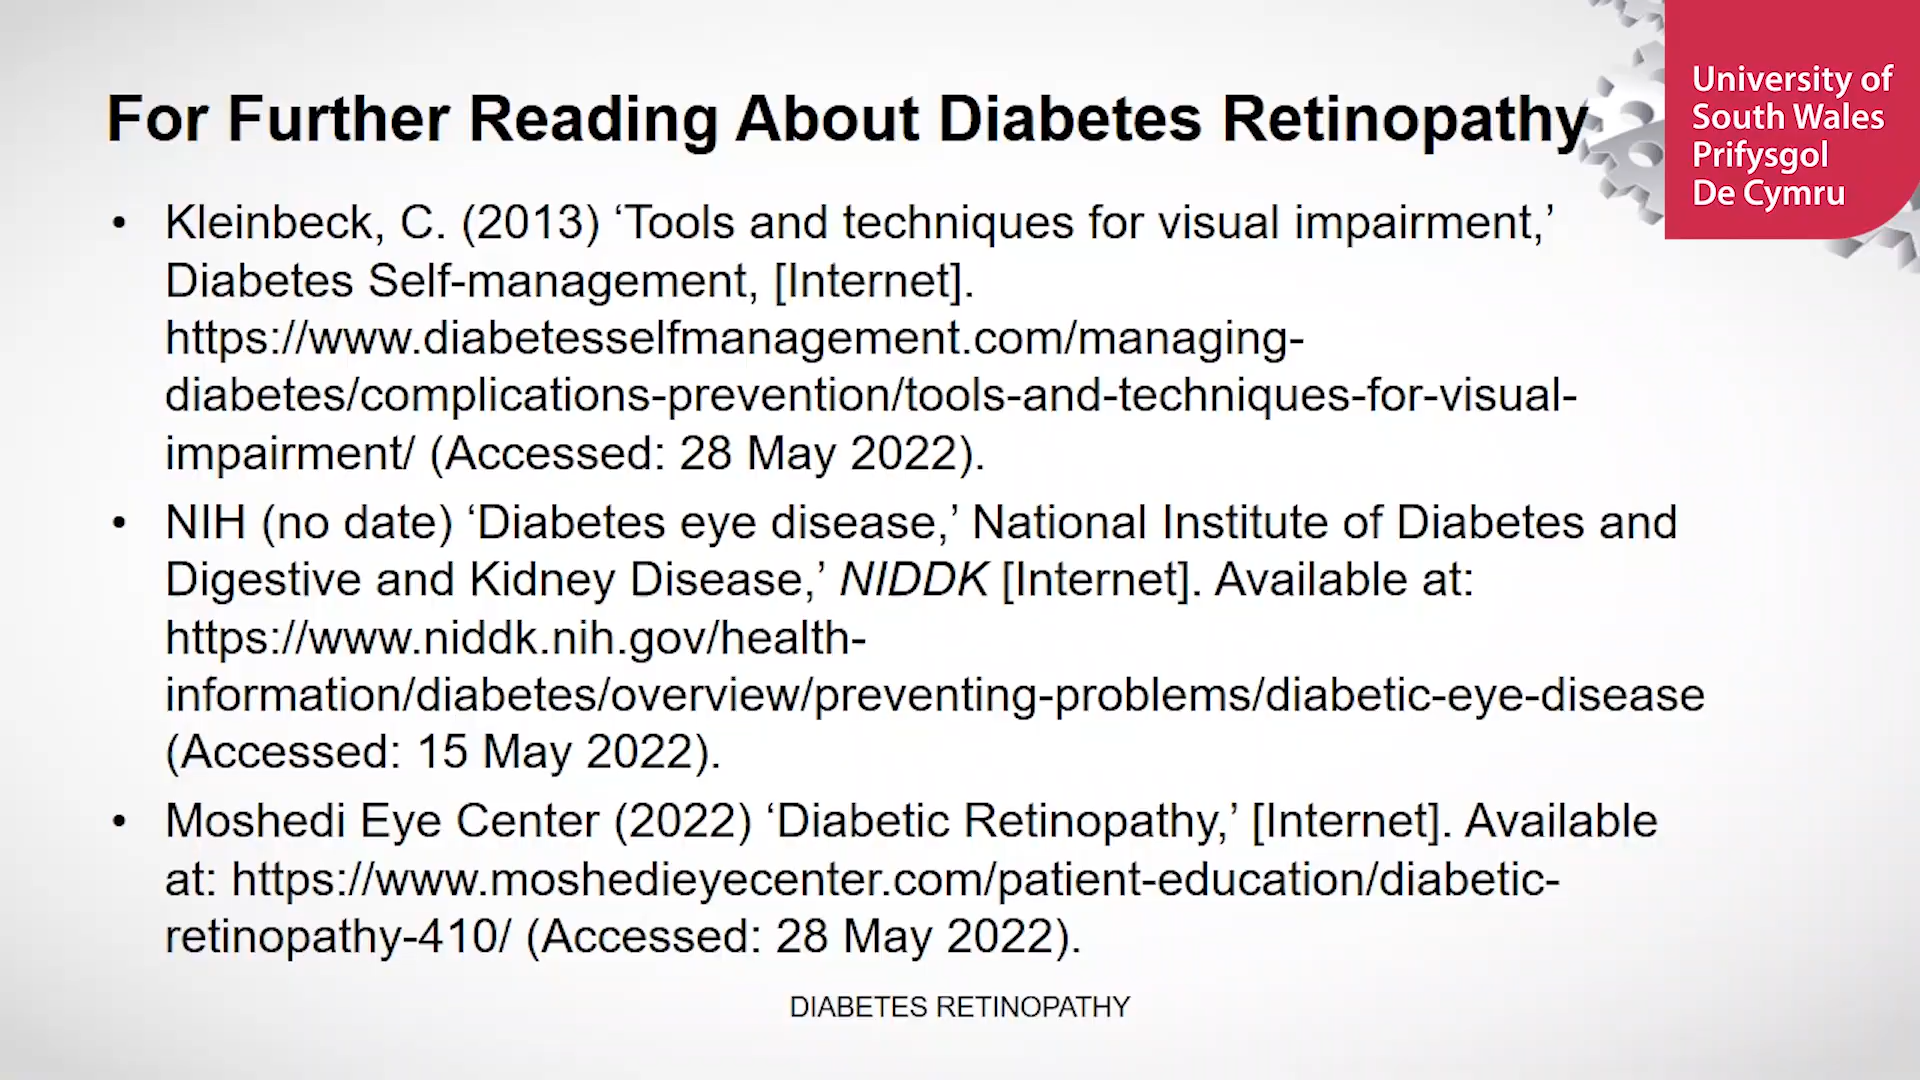 For Further Reading About Diabetes Retinopathy
University of
South Wales
Prifysgol
De Cymru
• Kleinbeck, C. (2013) ‘Tools and techniques for visual impairment,’
Diabetes Self-management, [Internet].
https://www.diabetesselfmanagement.com/managing-
diabetes/complications-prevention/tools-and-techniques-for-visual-
impairment/ (Accessed: 28 May 2022).
• NIH (no date) ‘Diabetes eye disease,’ National Institute of Diabetes and
Digestive and Kidney Disease,’ NIDDK [Internet]. Available at:
https://www.niddk.nih.gov/health-
information/diabetes/overview/preventing-problems/diabetic-eye-disease
(Accessed: 15 May 2022).
• Moshedi Eye Center (2022) ‘Diabetic Retinopathy,’ [Internet]. Available
at: https://www.moshedieyecenter.com/patient-education/diabetic-
retinopathy-410/ (Accessed: 28 May 2022).
DIABETES RETINOPATHY